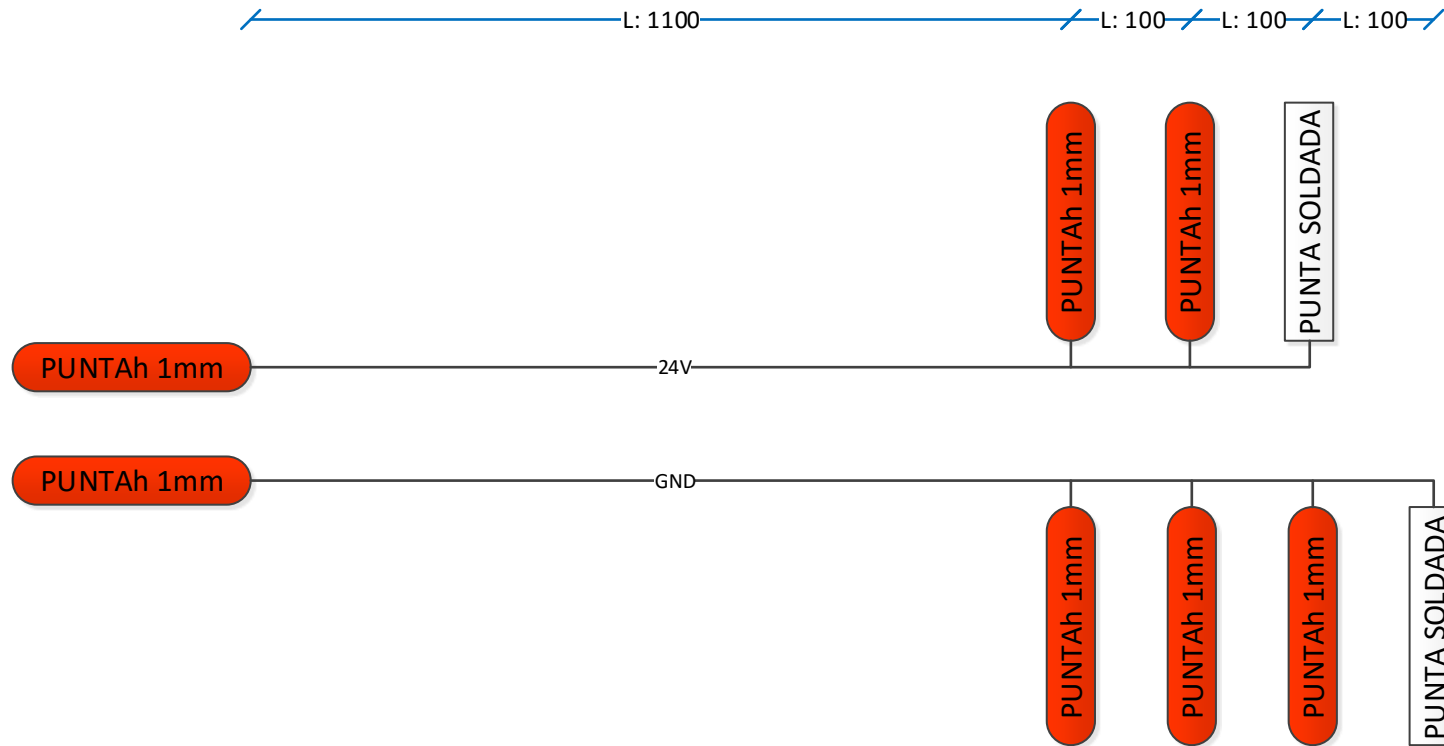 L: 1100
L: 100
L: 100
L: 100
PUNTAh 1mm
PUNTAh 1mm
PUNTA SOLDADA
PUNTAh 1mm
24V
PUNTAh 1mm
GND
PUNTAh 1mm
PUNTAh 1mm
PUNTAh 1mm
PUNTA SOLDADA